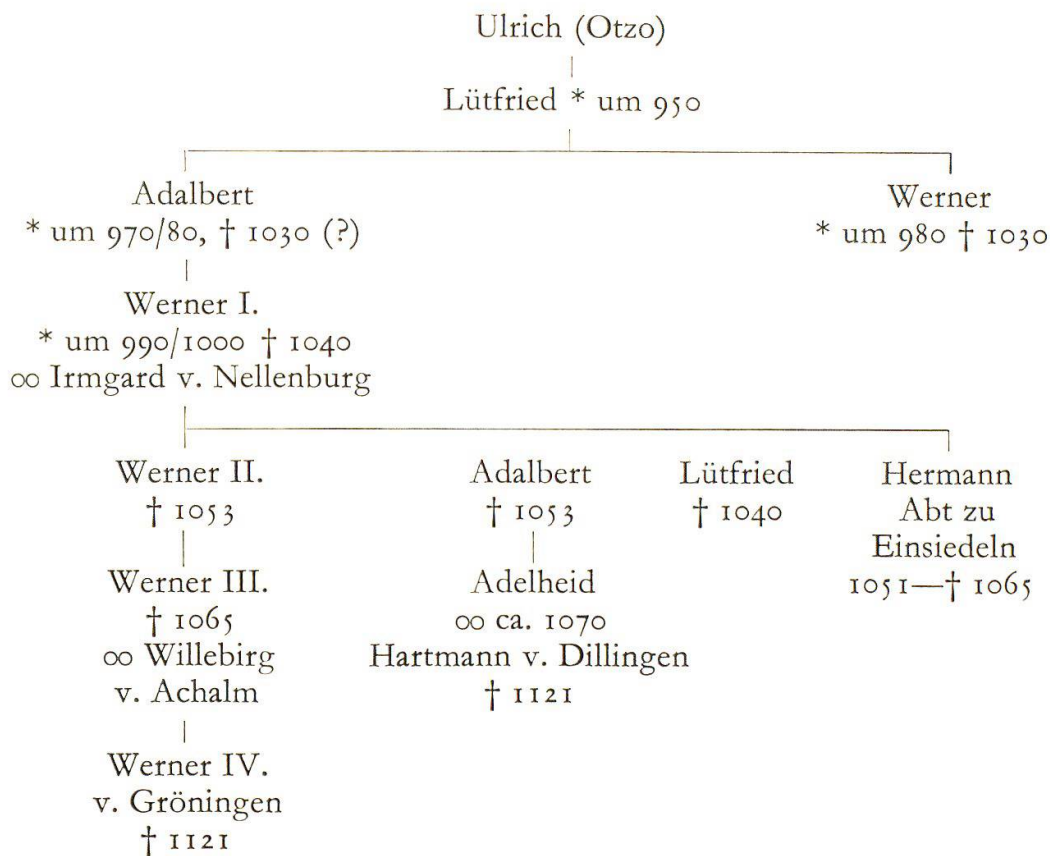 Ulrich (Otzo)
Lütfried * um 950
Adalbert
* um 970/80, † 1030 (?)
Werner
* um 980 † 1030
Werner I.
* um 990/1000 † 1040
∞ Irmgard v. Nellenburg
Werner II.
† 1053
Adalbert
† 1053
Lütfried
† 1040
Hermann
Abt zu
Einsiedeln
1051—† 1065
Werner III.
† 1065
∞ Willebirg
v. Achalm
Adelheid
∞ ca. 1070
Hartmann v. Dillingen
† 1121
Werner IV.
v. Gröningen
† 1121